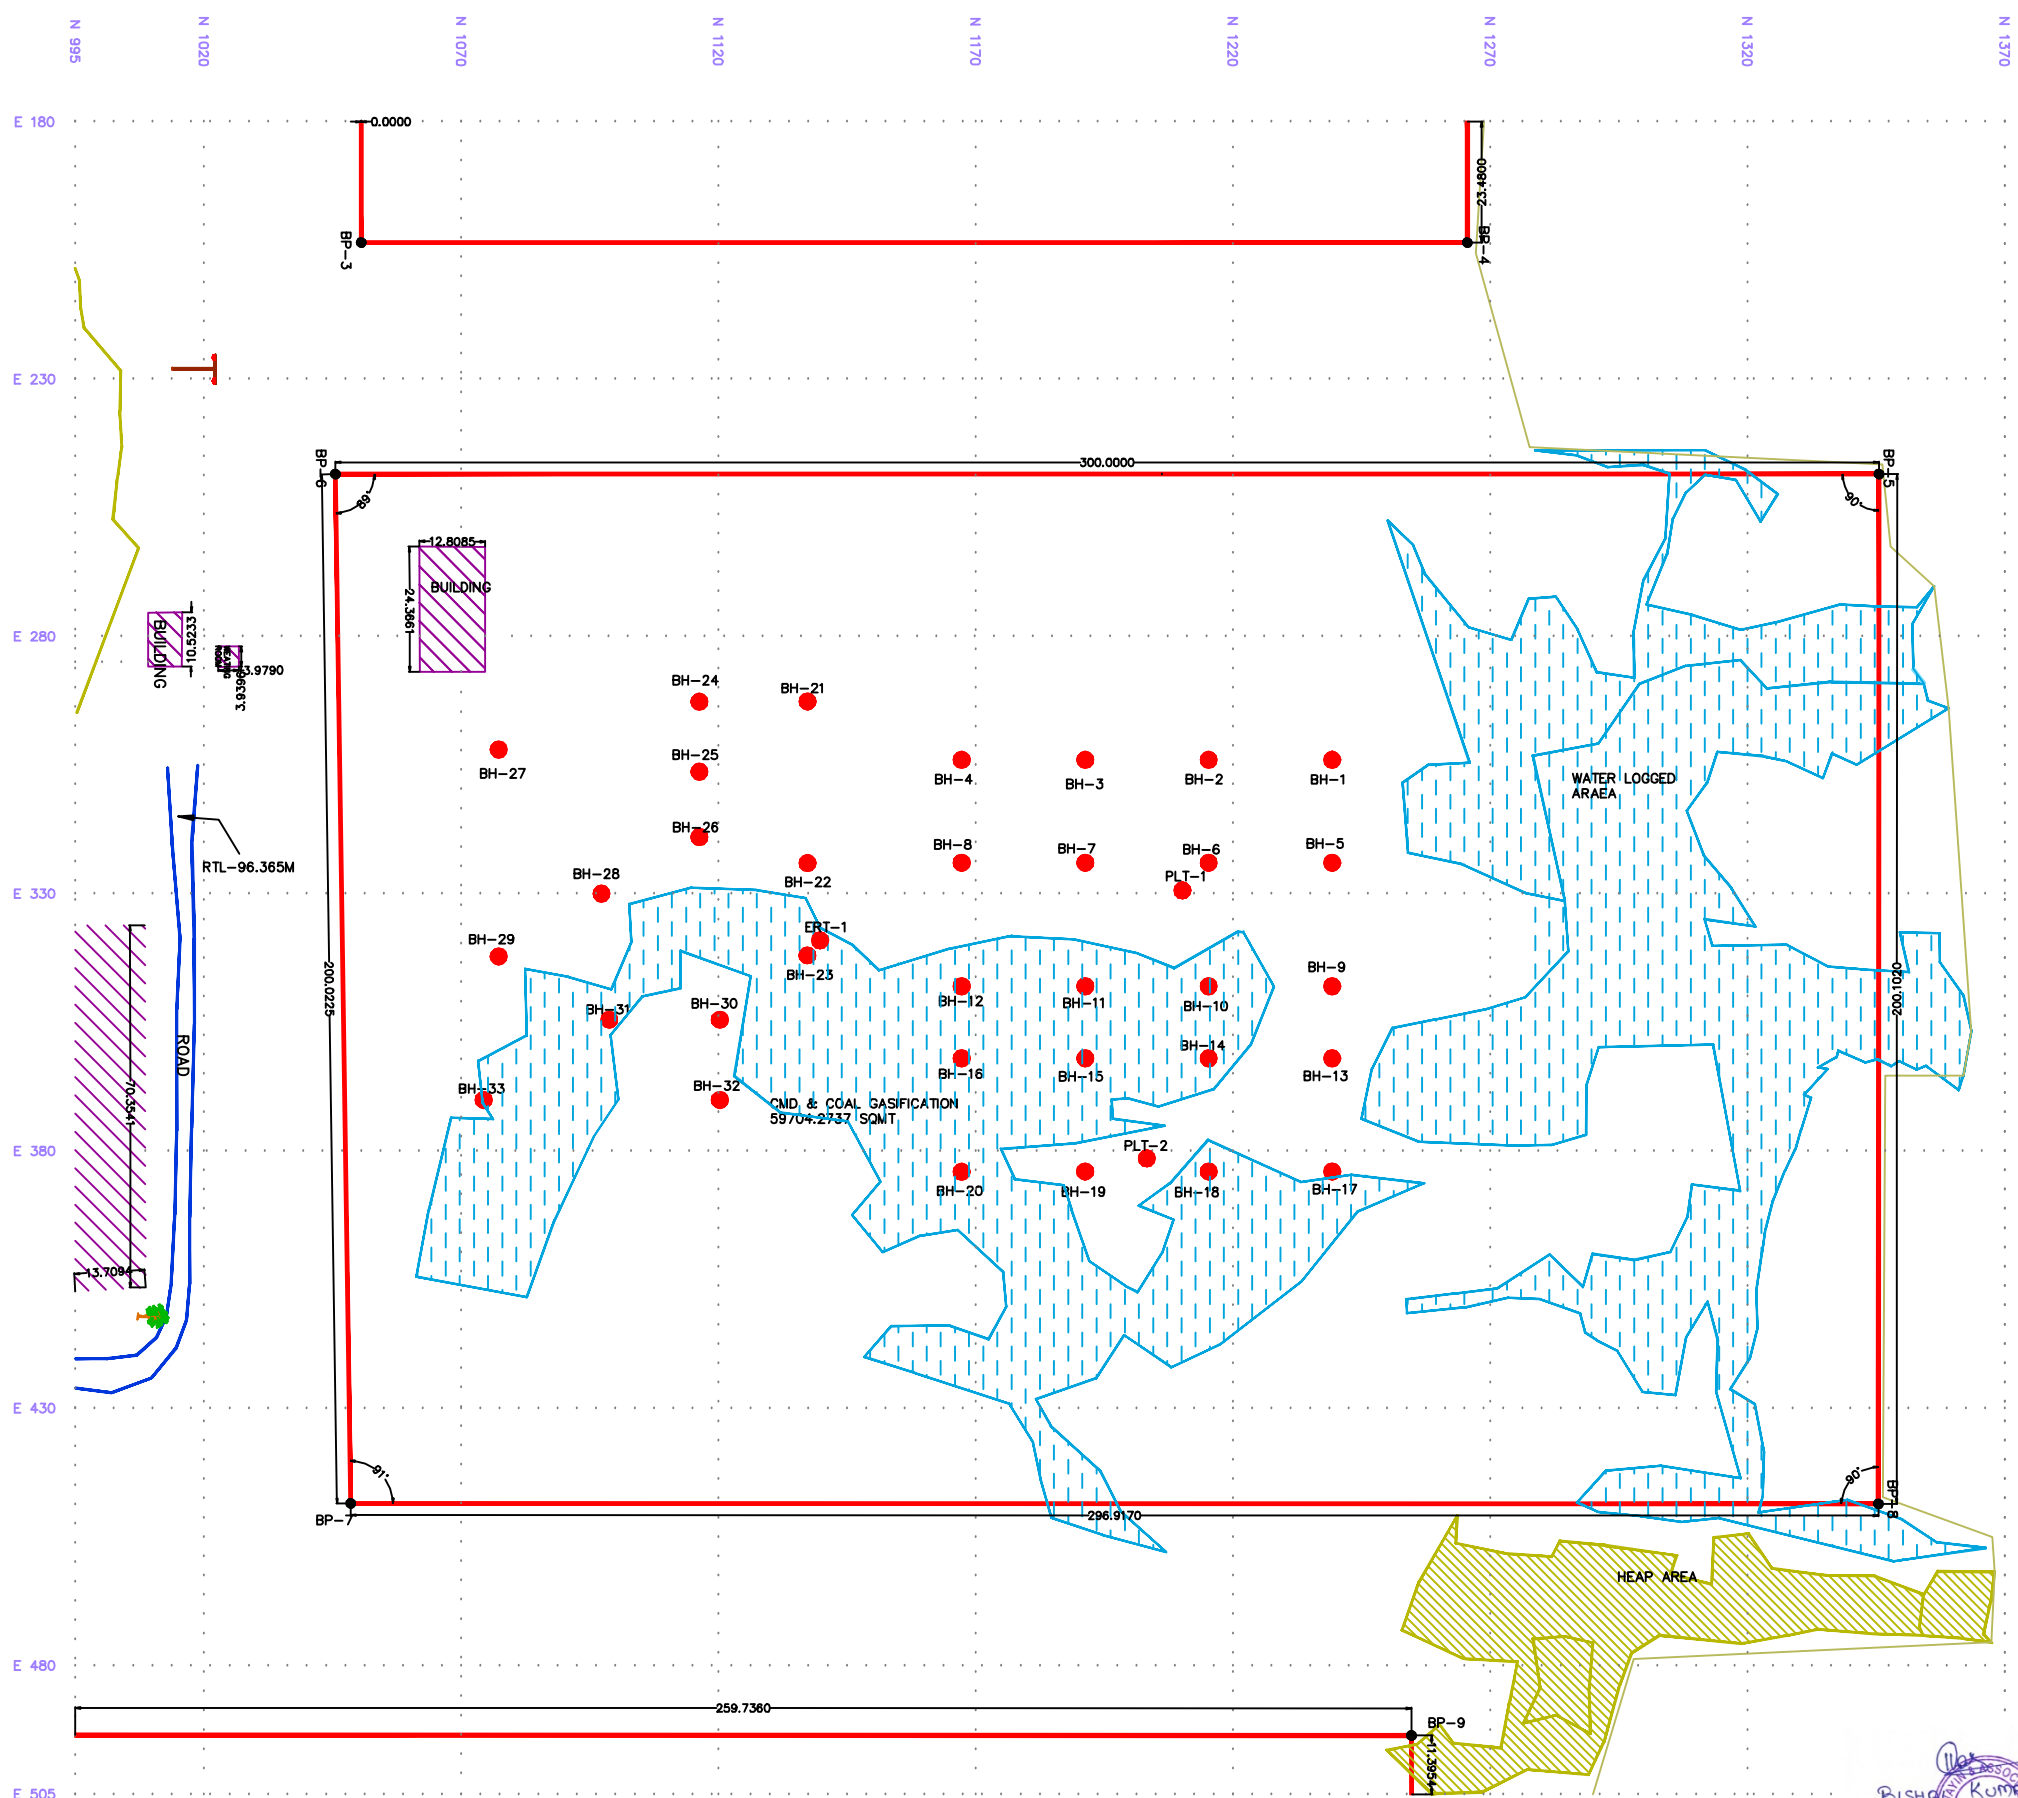 N 995
N 1020
N 1070
N 1120
N 1170
N 1220
N 1270
N 1320
N 1370
E 180
0.0000
23.4800
BP-3
BP-4
E 230
BP-6
300.0000
BP-5
89°
90°
12.8085
BUILDING
24.3661
BUILDING
10.5233
E 280
3.9790
3.9390
BH-24
BH-21
BH-27
BH-25
BH-4
BH-3
BH-2
BH-1
WATER LOGGED
ARAEA
BH-26
RTL-96.365M
BH-28
BH-22
BH-8
BH-7
BH-6
BH-5
PLT-1
E 330
ERT-1
BH-29
BH-23
BH-9
200.0225
200.1020
BH-31
BH-30
BH-12
BH-11
BH-10
ROAD
BH-14
BH-16
BH-15
BH-13
BH-33
BH-32
CMD & COAL GASIFICATION
59704.2737 SQMT
70.3541
E 380
PLT-2
BH-20
BH-19
BH-18
BH-17
13.7094
E 430
91°
90°
BP-7
296.9170
BP-8
HEAP AREA
E 480
259.7360
BP-9
11.3954
E 505